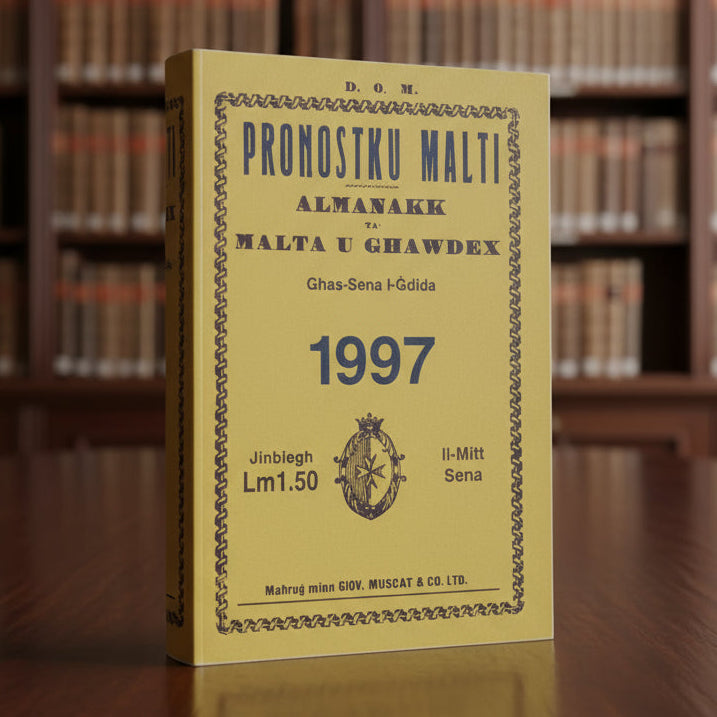 D. O. M.
PRONOSTKU MALTI
ALMANAKK
TA'
MALTA U GHAWDEX
Ghas-Sena l-Ġdida
1997
Jinbiegh
Lm1.50
Il-Mitt
Sena
Mahruġ minn GIOV. MUSCAT & CO. LTD.